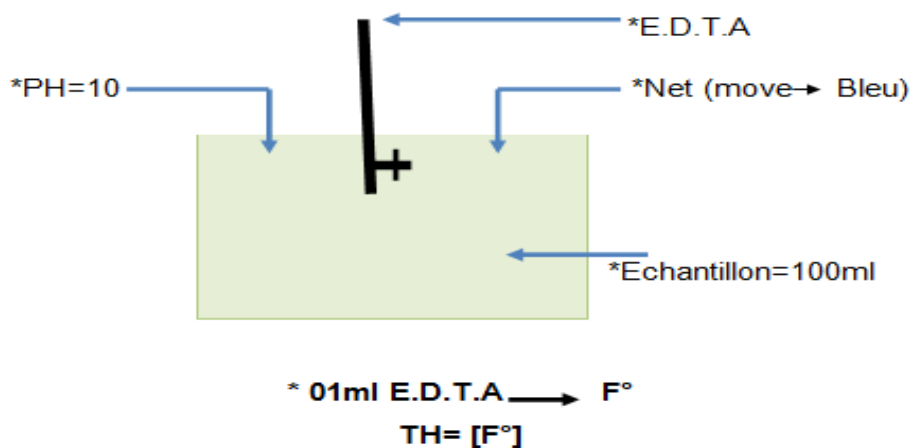 *E.D.T.A
*PH=10
*Net (move→ Bleu)
*Echantillon=100ml
* 01ml E.D.T.A → F°
TH= [F°]